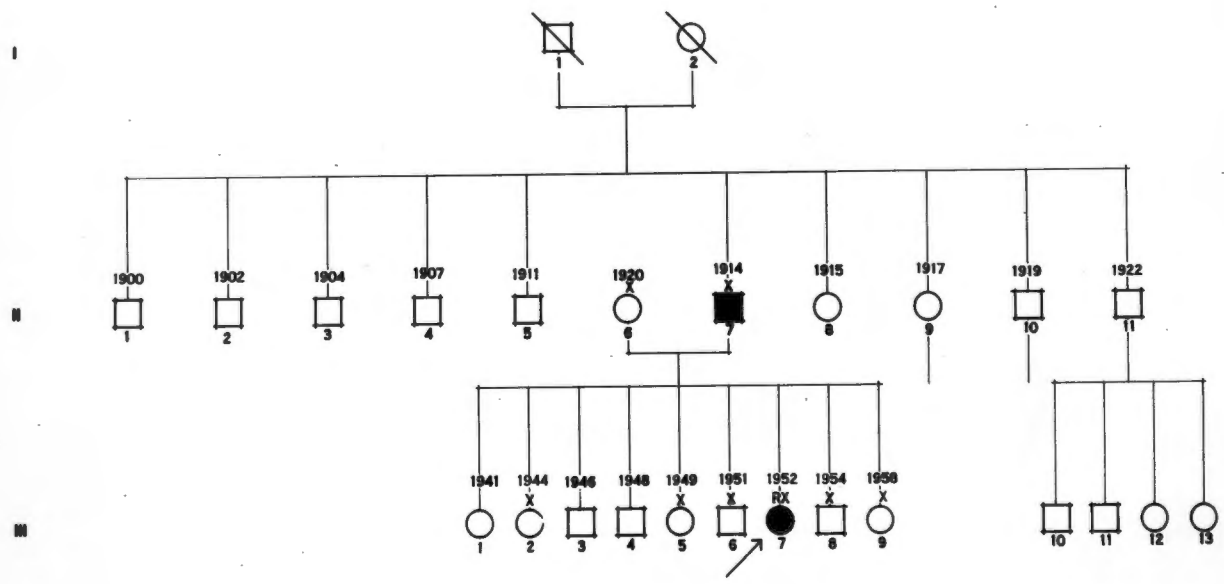 I
1 2
1900 1902 1904 1907 1911 1920 1914 1915 1917 1919 1922
X X
II
1 2 3 4 5 6 7 8 9 10 11
1941 1944 1946 1948 1949 1951 1952 1954 1958
X X X RX X X
III
1 2 3 4 5 6 7 8 9 10 11 12 13